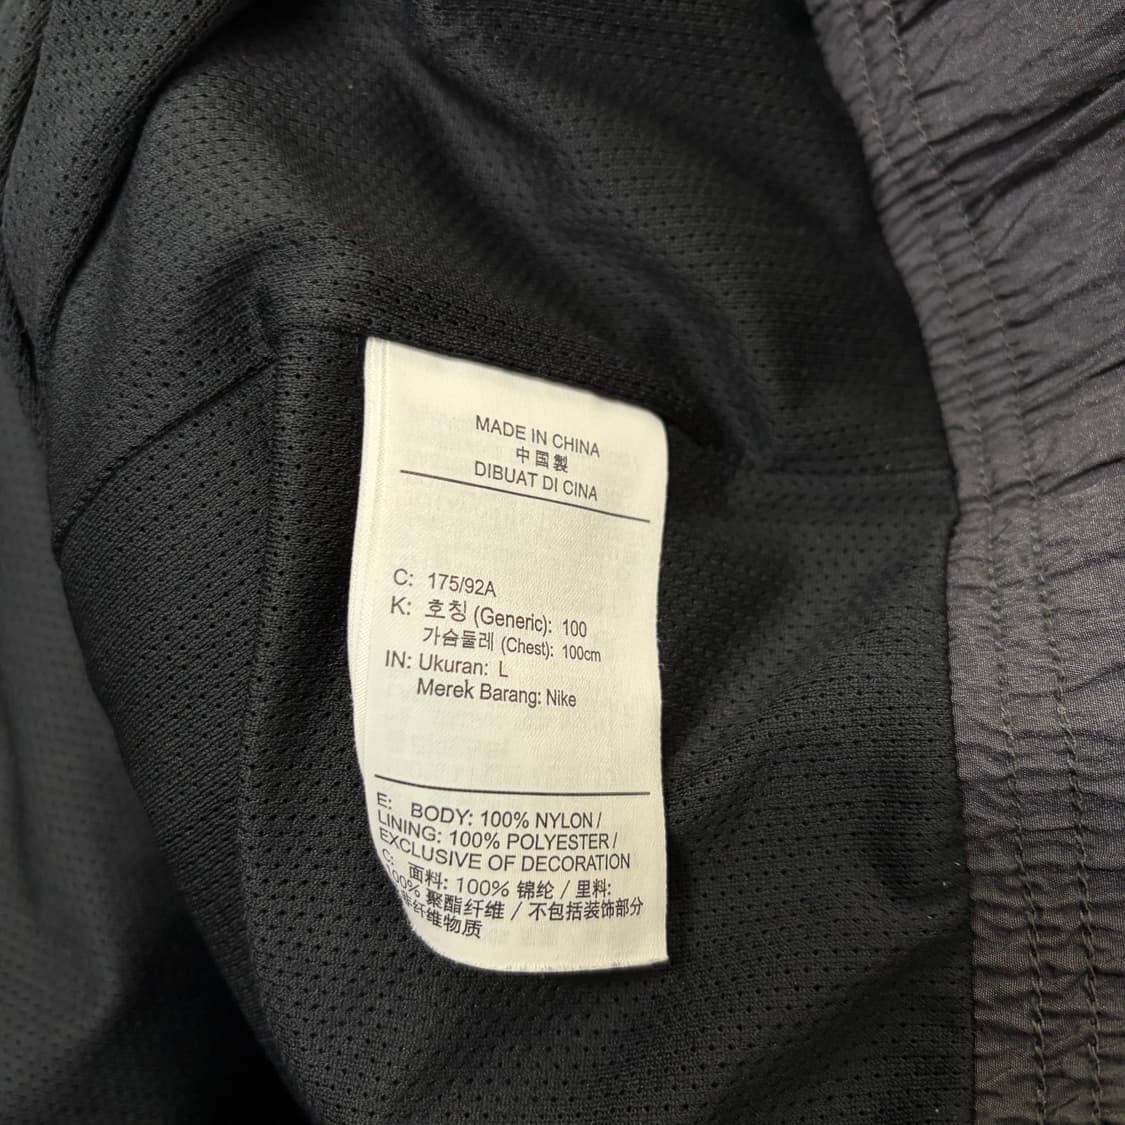 MADE IN CHINA
中国製
DIBUAT DI CINA
C: 175/92A
K: 호칭 (Generic): 100
가슴둘레 (Chest): 100cm
IN: Ukuran: L
Merek Barang: Nike
E: BODY: 100% NYLON /
LINING: 100% POLYESTER /
EXCLUSIVE OF DECORATION
C: 面料: 100% 锦纶 / 里料:
100% 聚酯纤维 / 不包括装饰部分
非纤维物质